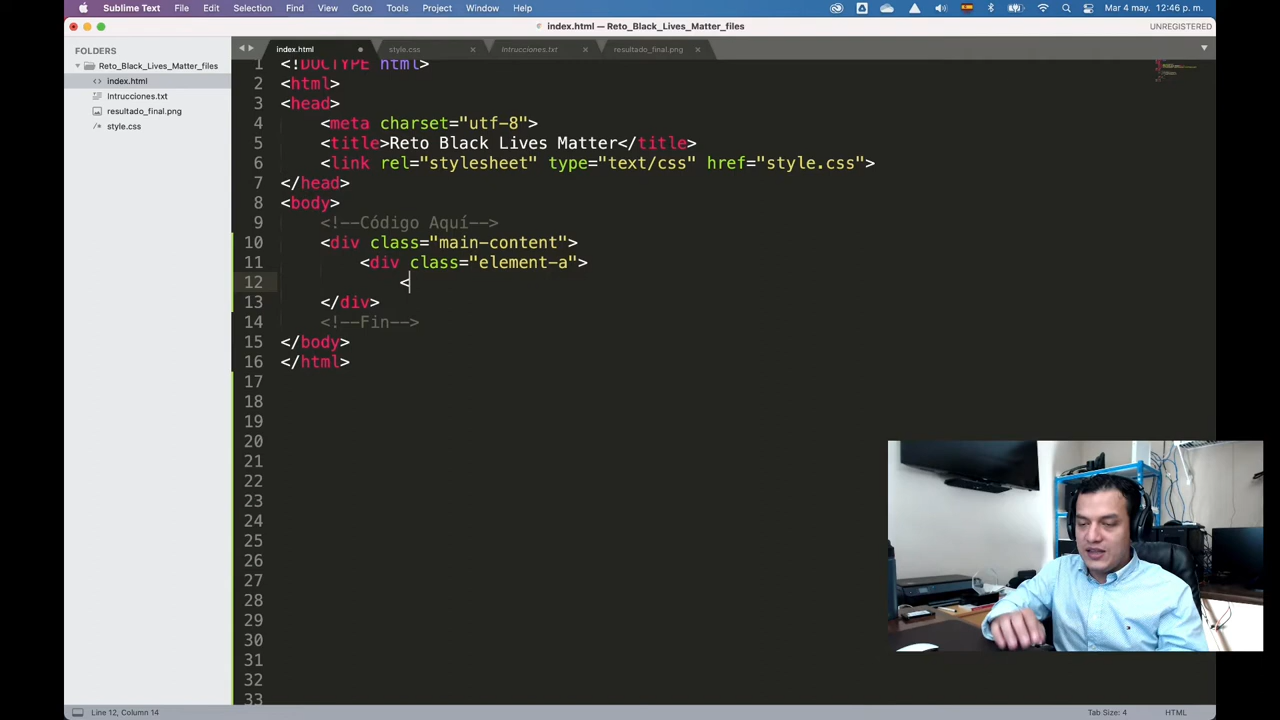 Sublime Text File Edit Selection Find View Goto Tools Project Window Help Mar 4 may. 12:46 p. m.
index.html — Reto_Black_Lives_Matter_files UNREGISTERED
FOLDERS
Reto_Black_Lives_Matter_files
index.html
Intrucciones.txt
resultado_final.png
style.css
index.html style.css Intrucciones.txt resultado_final.png
1 <!DOCTYPE html>
2 <html>
3 <head>
4 <meta charset="utf-8">
5 <title>Reto Black Lives Matter</title>
6 <link rel="stylesheet" type="text/css" href="style.css">
7 </head>
8 <body>
9 <!--Código Aquí-->
10 <div class="main-content">
11 <div class="element-a">
12 <
13 </div>
14 <!--Fin-->
15 </body>
16 </html>
17
18
19
20
21
22
23
24
25
26
27
28
29
30
31
32
33
Line 12, Column 14 Tab Size: 4 HTML